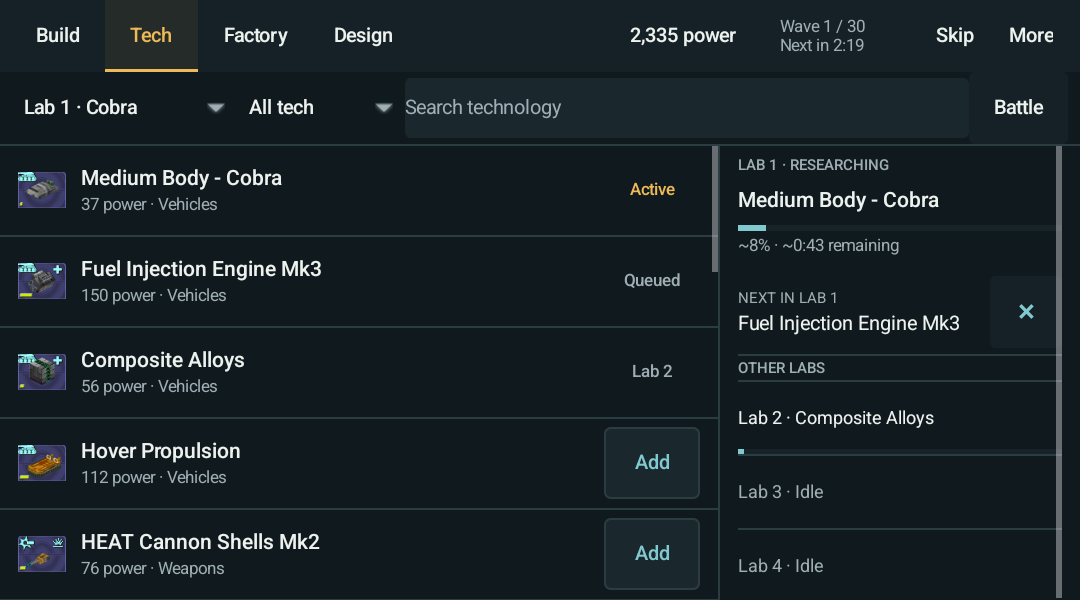 Build Tech Factory Design 2,335 power Wave 1 / 30 Skip More
Next in 2:19
Lab 1 · Cobra All tech Search technology Battle
Medium Body - Cobra
37 power · Vehicles
Active
Fuel Injection Engine Mk3
150 power · Vehicles
Queued
Composite Alloys
56 power · Vehicles
Lab 2
Hover Propulsion
112 power · Vehicles
Add
HEAT Cannon Shells Mk2
76 power · Weapons
Add
LAB 1 · RESEARCHING
Medium Body - Cobra
~8% · ~0:43 remaining
NEXT IN LAB 1
Fuel Injection Engine Mk3
×
OTHER LABS
Lab 2 · Composite Alloys
Lab 3 · Idle
Lab 4 · Idle